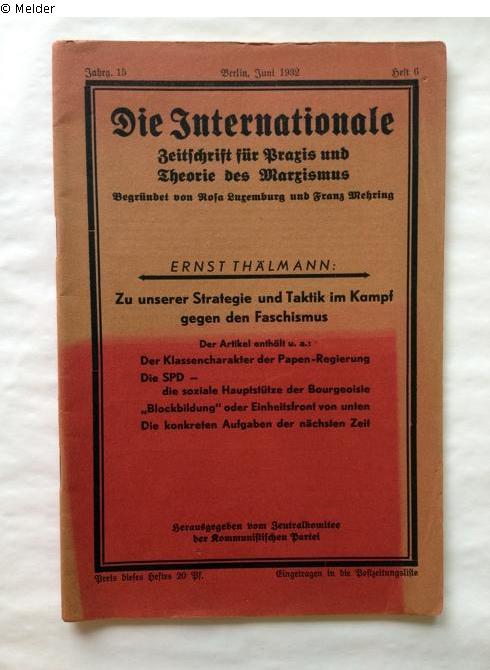 © Melder
Jahrg. 15 Berlin, Juni 1932 Heft 6
Die Internationale
Zeitschrift für Praxis und
Theorie des Marxismus
Begründet von Rosa Luxemburg und Franz Mehring
ERNST THÄLMANN:
Zu unserer Strategie und Taktik im Kampf
gegen den Faschismus
Der Artikel enthält u. a.:
Der Klassencharakter der Papen-Regierung
Die SPD –
die soziale Hauptstütze der Bourgeoisie
„Blockbildung" oder Einheitsfront von unten
Die konkreten Aufgaben der nächsten Zeit
Herausgegeben vom Zentralkomitee
der Kommunistischen Partei
Preis dieses Heftes 20 Pf. Eingetragen in die Postzeitungsliste